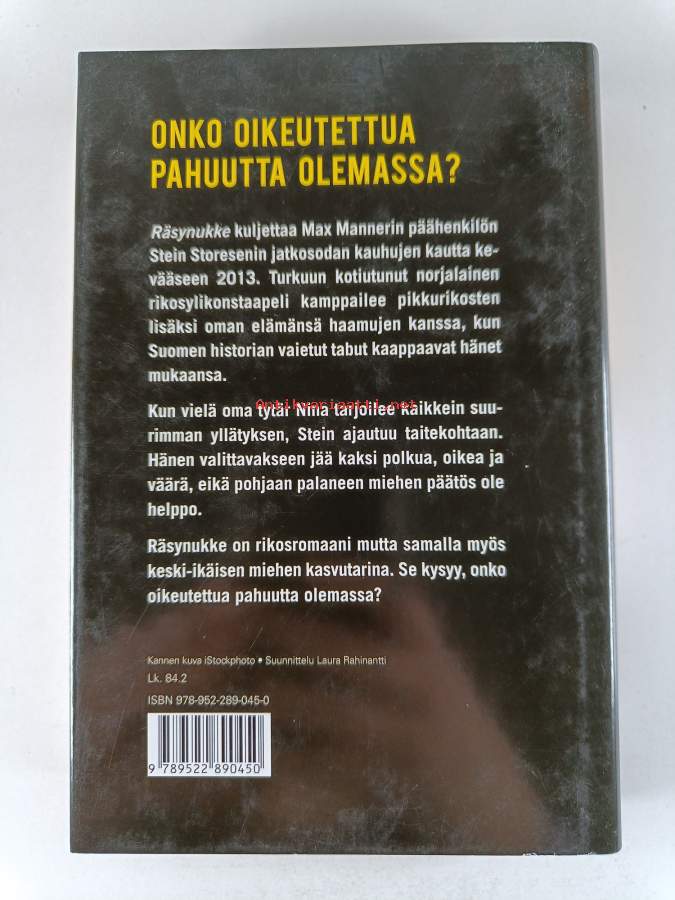 ONKO OIKEUTETTUA
PAHUUTTA OLEMASSA?
Räsynukke kuljettaa Max Mannerin päähenkilön
Stein Storesenin jatkosodan kauhujen kautta ke-
vääseen 2013. Turkuun kotiutunut norjalainen
rikosylikonstaapeli kamppailee pikkurikosten
lisäksi oman elämänsä haamujen kanssa, kun
Suomen historian vaietut tabut kaappaavat hänet
mukaansa.
Antikvariaatti.net
Kun vielä oma tytär Nina tarjoilee kaikkein suu-
rimman yllätyksen, Stein ajautuu taitekohtaan.
Hänen valittavakseen jää kaksi polkua, oikea ja
väärä, eikä pohjaan palaneen miehen päätös ole
helppo.
Räsynukke on rikosromaani mutta samalla myös
keski-ikäisen miehen kasvutarina. Se kysyy, onko
oikeutettua pahuutta olemassa?
Kannen kuva iStockphoto • Suunnittelu Laura Rahinantti
Lk. 84.2
ISBN 978-952-289-045-0
9 789522 890450